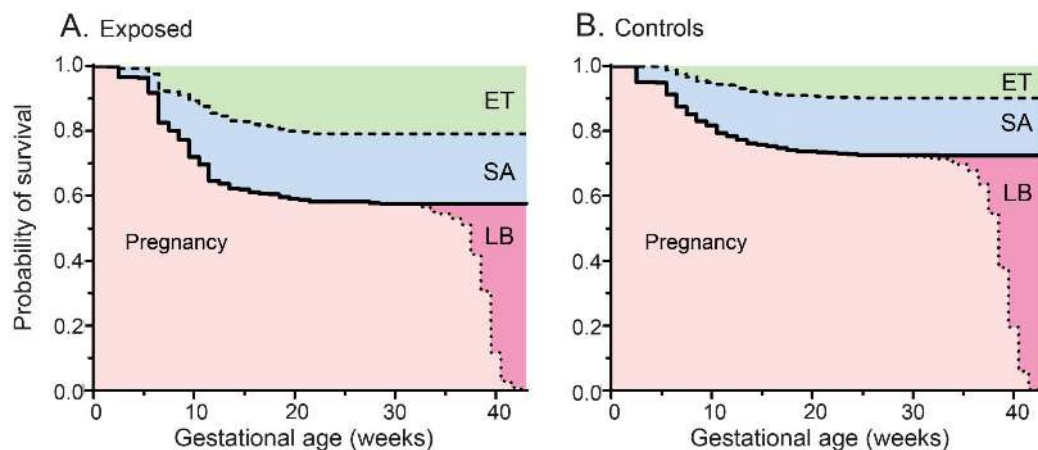 A. Exposed
1.0
0.8
0.6
0.4
0.2
0.0
Probability of survival
ET
SA
LB
Pregnancy
0 10 20 30 40
Gestational age (weeks)
B. Controls
1.0
0.8
0.6
0.4
0.2
0.0
ET
SA
LB
Pregnancy
0 10 20 30 40
Gestational age (weeks)